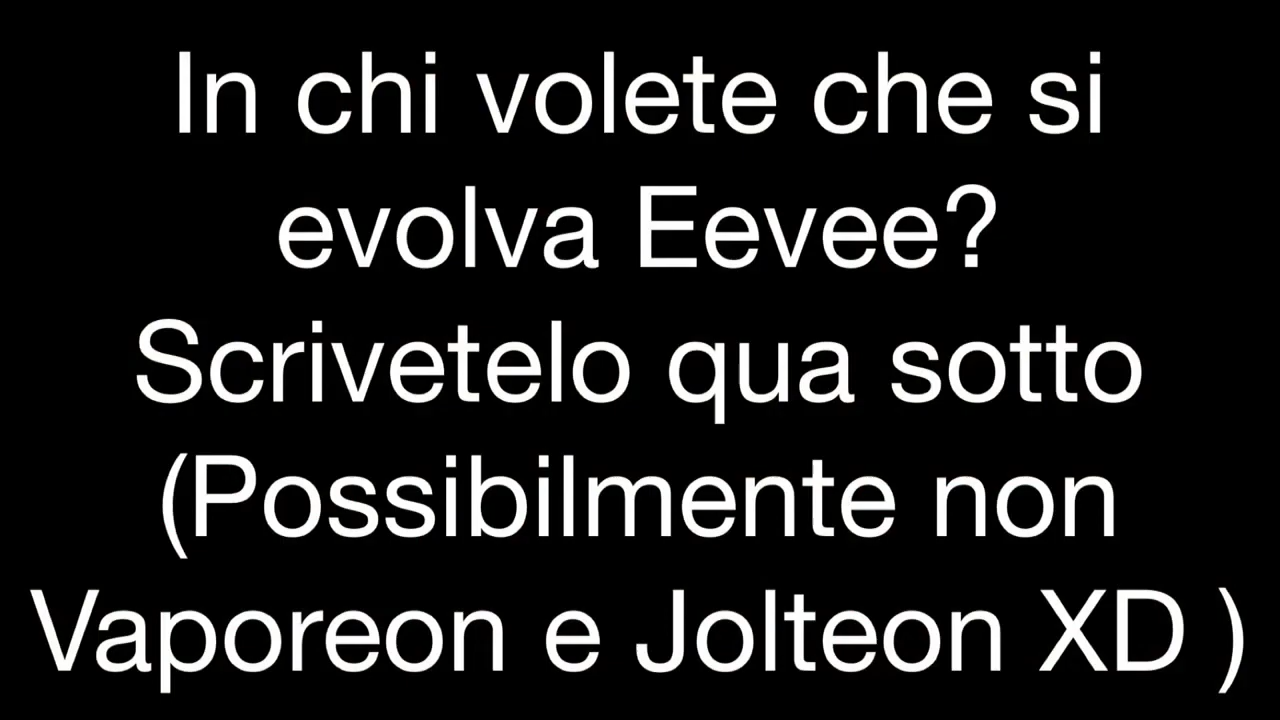 In chi volete che si
evolva Eevee?
Scrivetelo qua sotto
(Possibilmente non
Vaporeon e Jolteon XD )